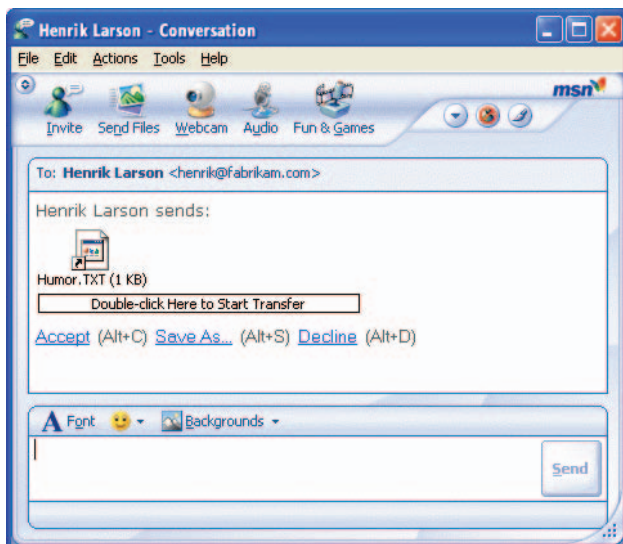 Henrik Larson - Conversation
File Edit Actions Tools Help
msn
Invite Send Files Webcam Audio Fun & Games
To: Henrik Larson <henrik@fabrikam.com>
Henrik Larson sends:
Humor.TXT (1 KB)
Double-click Here to Start Transfer
Accept (Alt+C) Save As... (Alt+S) Decline (Alt+D)
A Font Backgrounds
Send